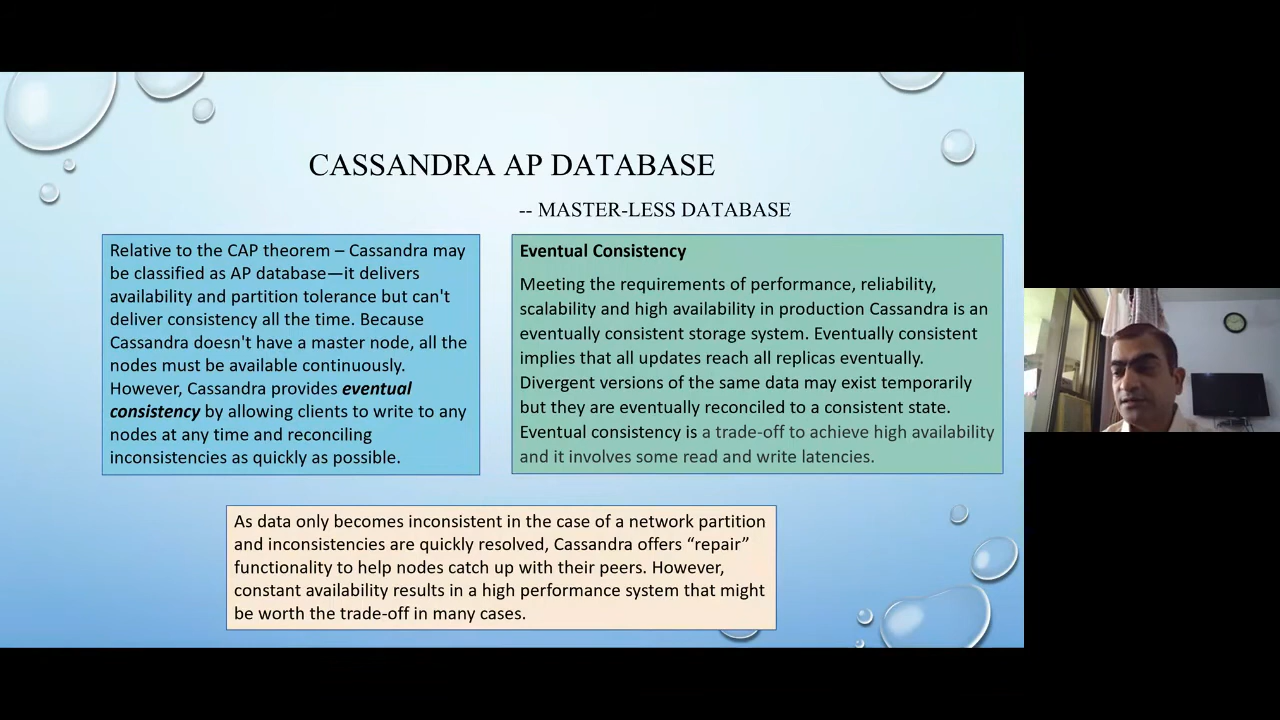 CASSANDRA AP DATABASE
-- MASTER-LESS DATABASE
Relative to the CAP theorem – Cassandra may
be classified as AP database—it delivers
availability and partition tolerance but can't
deliver consistency all the time. Because
Cassandra doesn't have a master node, all the
nodes must be available continuously.
However, Cassandra provides eventual
consistency by allowing clients to write to any
nodes at any time and reconciling
inconsistencies as quickly as possible.
Eventual Consistency
Meeting the requirements of performance, reliability,
scalability and high availability in production Cassandra is an
eventually consistent storage system. Eventually consistent
implies that all updates reach all replicas eventually.
Divergent versions of the same data may exist temporarily
but they are eventually reconciled to a consistent state.
Eventual consistency is a trade-off to achieve high availability
and it involves some read and write latencies.
As data only becomes inconsistent in the case of a network partition
and inconsistencies are quickly resolved, Cassandra offers “repair”
functionality to help nodes catch up with their peers. However,
constant availability results in a high performance system that might
be worth the trade-off in many cases.